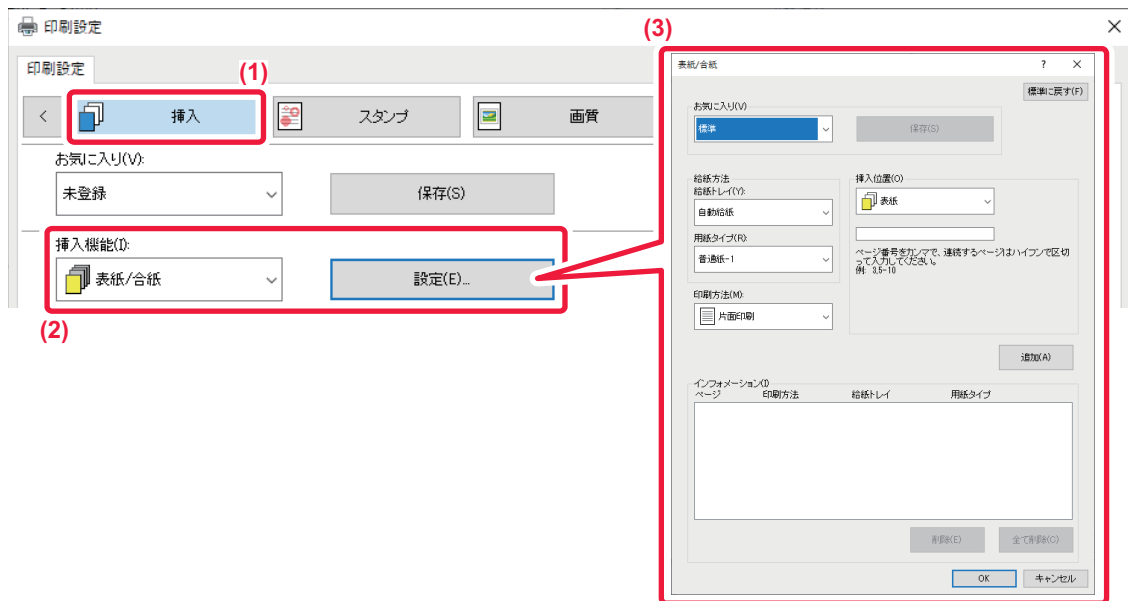 印刷設定
印刷設定
(1)
挿入
スタンプ
画質
お気に入り(V):
未登録
保存(S)
挿入機能(I):
表紙/合紙
設定(E)...
(2)
(3)
表紙/合紙
標準に戻す(F)
お気に入り(V)
標準
保存(S)
給紙方法
給紙トレイ(Y):
自動給紙
用紙タイプ(R):
普通紙-1
印刷方法(M):
片面印刷
挿入位置(O)
表紙
ページ番号をカンマで、連続するページはハイフンで区切
って入力してください。
例: 3,5-10
追加(A)
インフォメーション(I)
ページ 印刷方法 給紙トレイ 用紙タイプ
削除(E)
全て削除(C)
OK
キャンセル